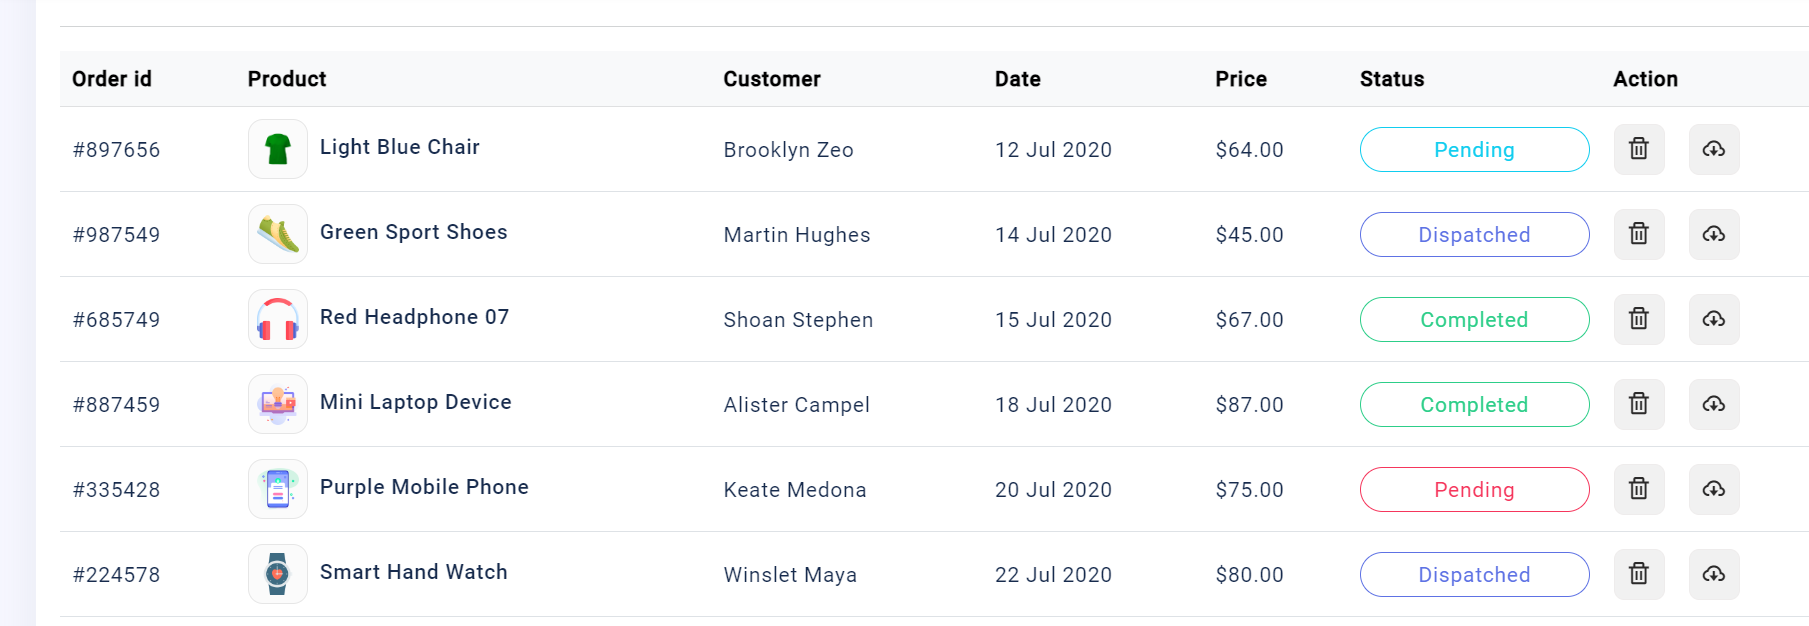 Order id Product Customer Date Price Status Action
#897656 Light Blue Chair Brooklyn Zeo 12 Jul 2020 $64.00 Pending
#987549 Green Sport Shoes Martin Hughes 14 Jul 2020 $45.00 Dispatched
#685749 Red Headphone 07 Shoan Stephen 15 Jul 2020 $67.00 Completed
#887459 Mini Laptop Device Alister Campel 18 Jul 2020 $87.00 Completed
#335428 Purple Mobile Phone Keate Medona 20 Jul 2020 $75.00 Pending
#224578 Smart Hand Watch Winslet Maya 22 Jul 2020 $80.00 Dispatched